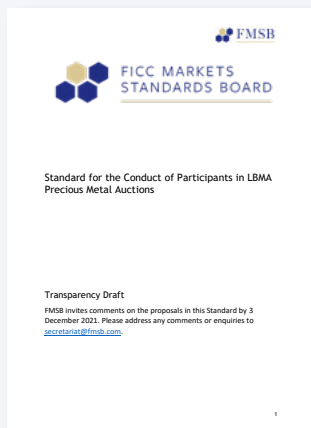 FMSB
FICC MARKETS
STANDARDS BOARD
Standard for the Conduct of Participants in LBMA
Precious Metal Auctions
Transparency Draft
FMSB invites comments on the proposals in this Standard by 3
December 2021. Please address any comments or enquiries to
secretariat@fmsb.com.
1